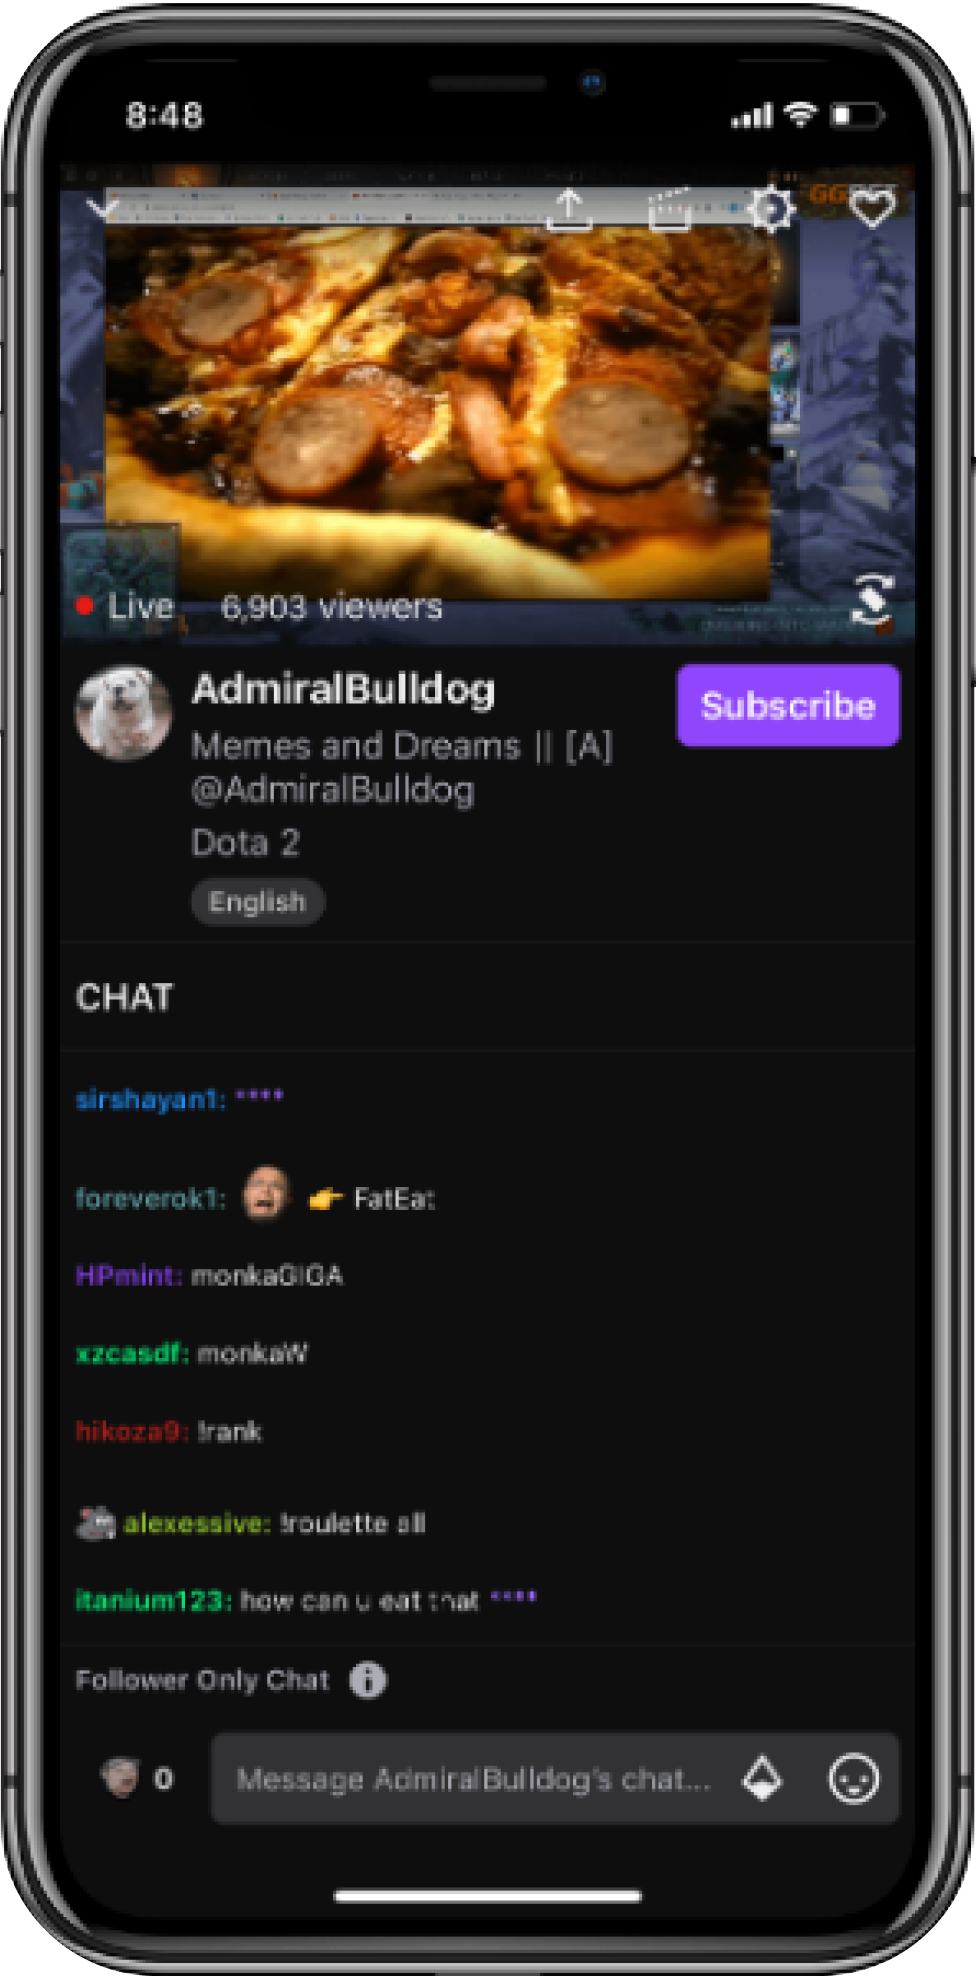 8:48
Live 6,903 viewers
AdmiralBulldog
Subscribe
Memes and Dreams || [A]
@AdmiralBulldog
Dota 2
English
CHAT
sirshayan1: ****
foreverok1: 👉 FatEat
HPmint: monkaGIGA
xzcasdf: monkaW
hikoza9: !rank
alexessive: !roulette all
itanium123: how can u eat that ****
Follower Only Chat
0 Message AdmiralBulldog's chat...